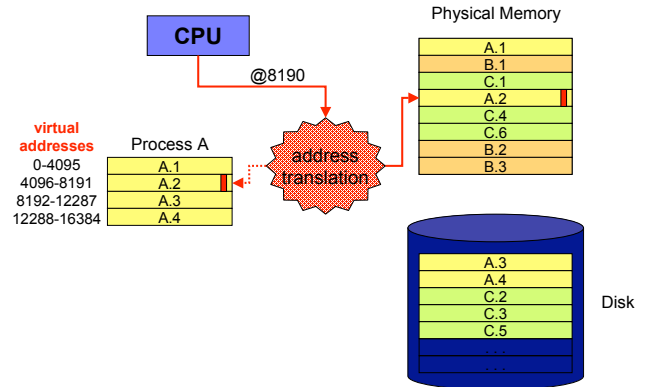 Physical Memory
CPU
@8190
A.1
B.1
C.1
A.2
C.4
C.6
B.2
B.3
virtual
addresses
Process A
0-4095
A.1
4096-8191
A.2
8192-12287
A.3
12288-16384
A.4
address
translation
A.3
A.4
C.2
C.3
C.5
. . .
. . .
Disk